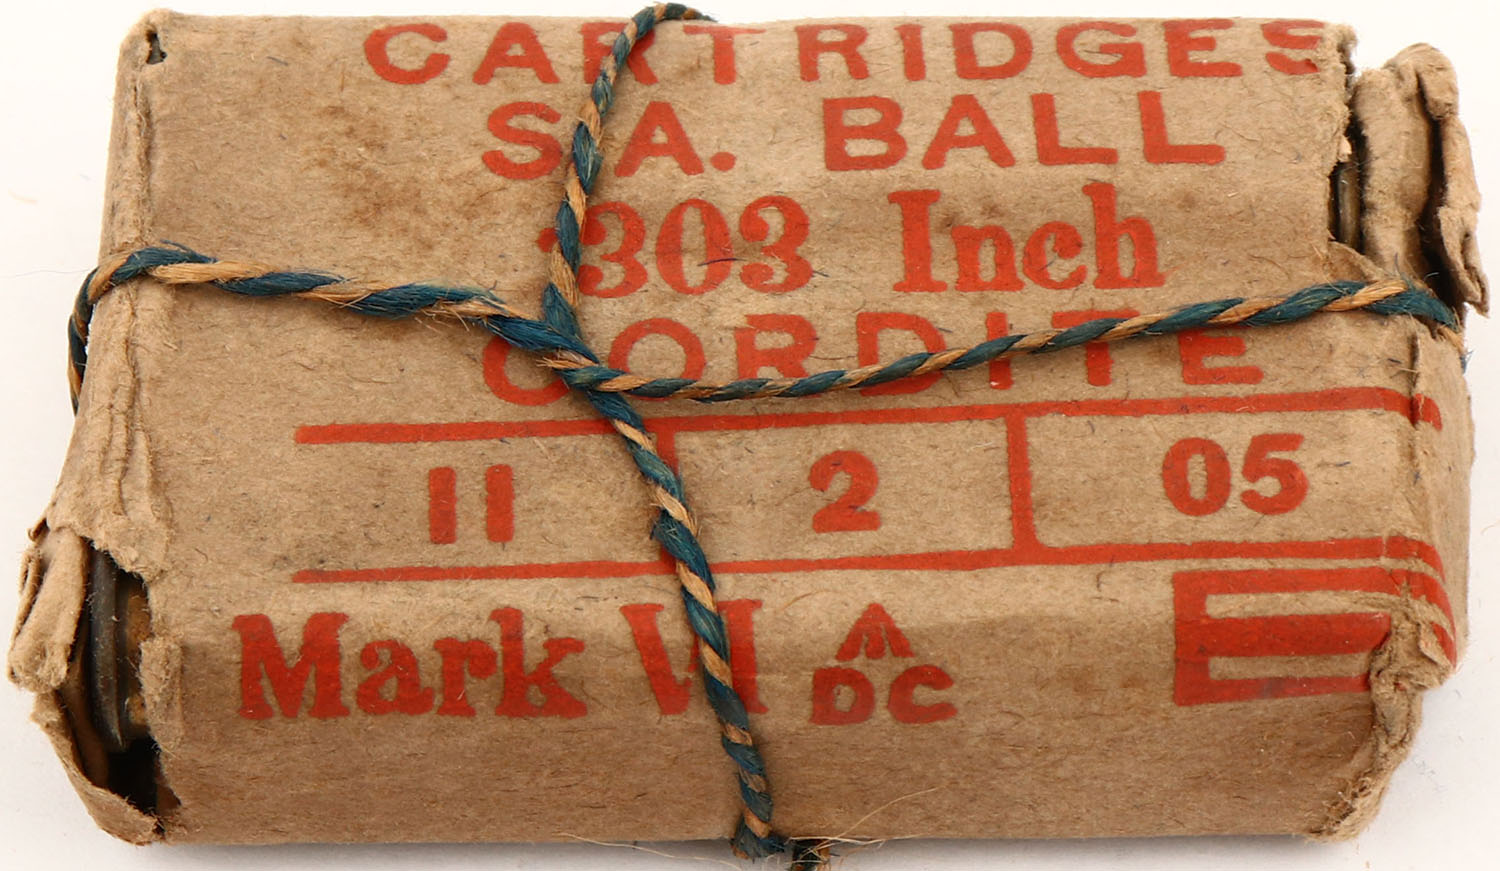 CARTRIDGES
S.A. BALL
.303 Inch
CORDITE
11 2 05
Mark VI DC
E